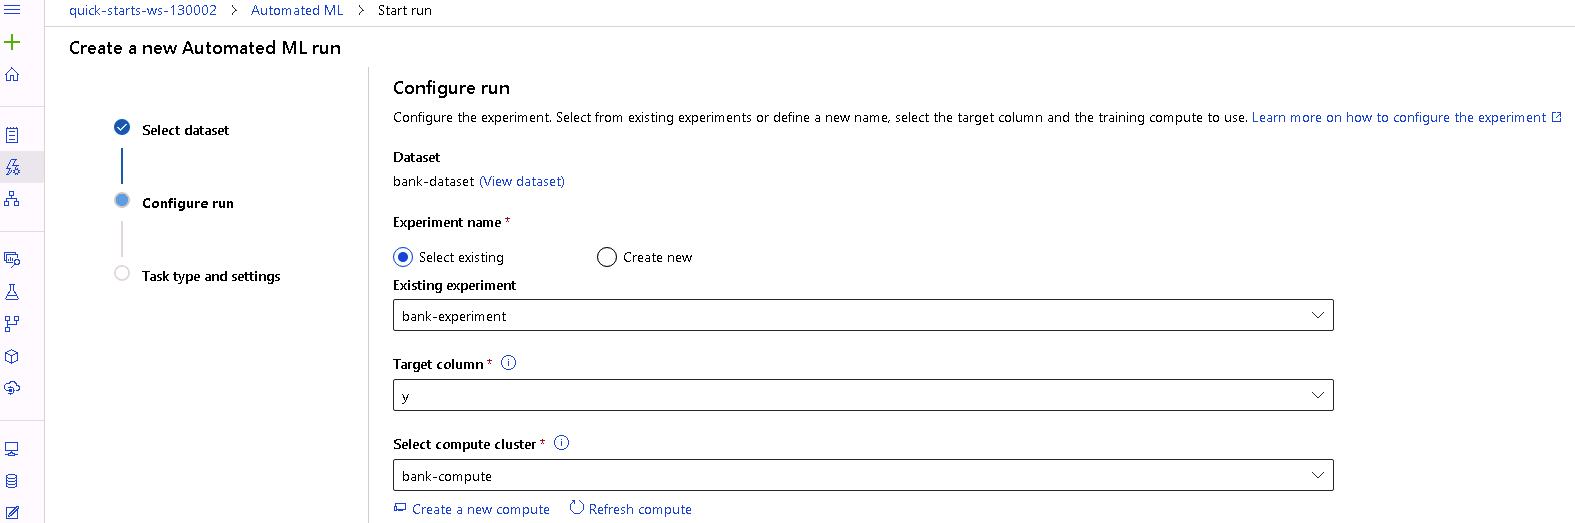 quick-starts-ws-130002 > Automated ML > Start run
Create a new Automated ML run
Select dataset
Configure run
Task type and settings
Configure run
Configure the experiment. Select from existing experiments or define a new name, select the target column and the training compute to use. Learn more on how to configure the experiment
Dataset
bank-dataset (View dataset)
Experiment name *
Select existing
Create new
Existing experiment
bank-experiment
Target column *
y
Select compute cluster *
bank-compute
Create a new compute
Refresh compute